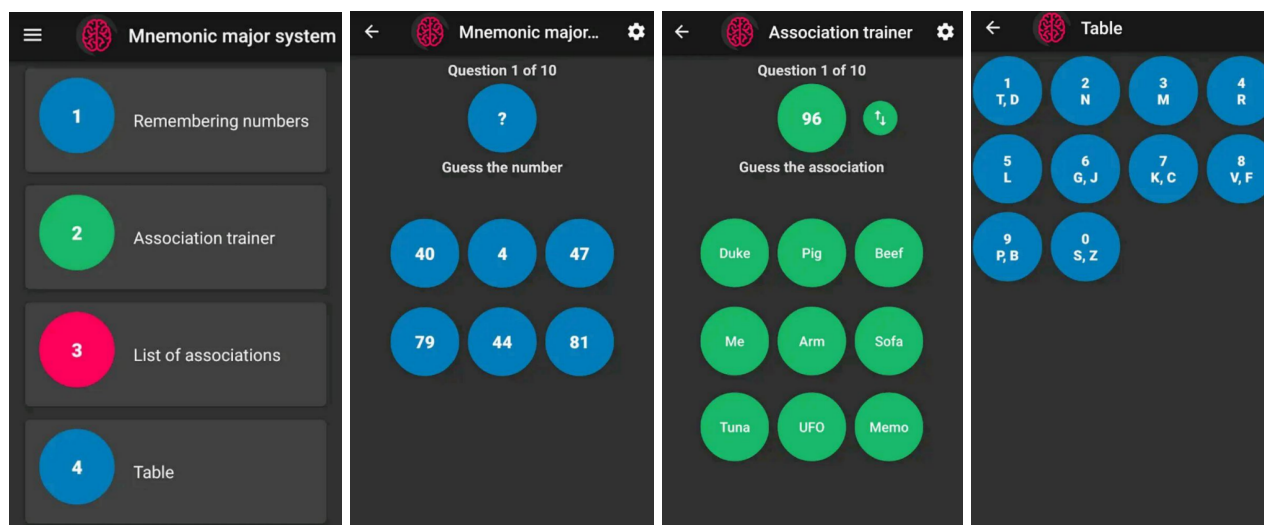 Mnemonic major system
1
Remembering numbers
2
Association trainer
3
List of associations
4
Table
Mnemonic major...
Question 1 of 10
?
Guess the number
40 4 47
79 44 81
Association trainer
Question 1 of 10
96
Guess the association
Duke Pig Beef
Me Arm Sofa
Tuna UFO Memo
Table
1 2 3 4
T, D N M R
5 6 7 8
L G, J K, C V, F
9 0
P, B S, Z